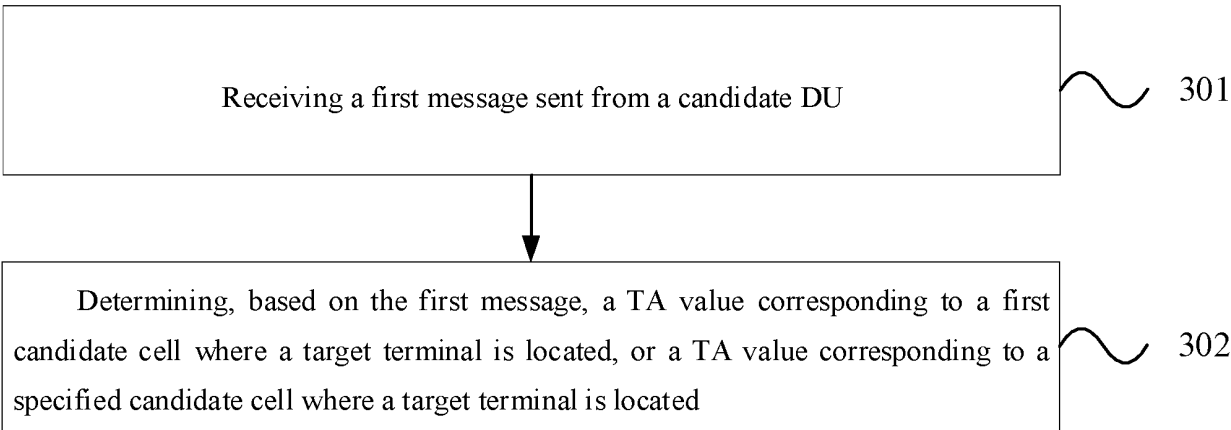 Receiving a first message sent from a candidate DU
301
Determining, based on the first message, a TA value corresponding to a first
candidate cell where a target terminal is located, or a TA value corresponding to a
specified candidate cell where a target terminal is located
302